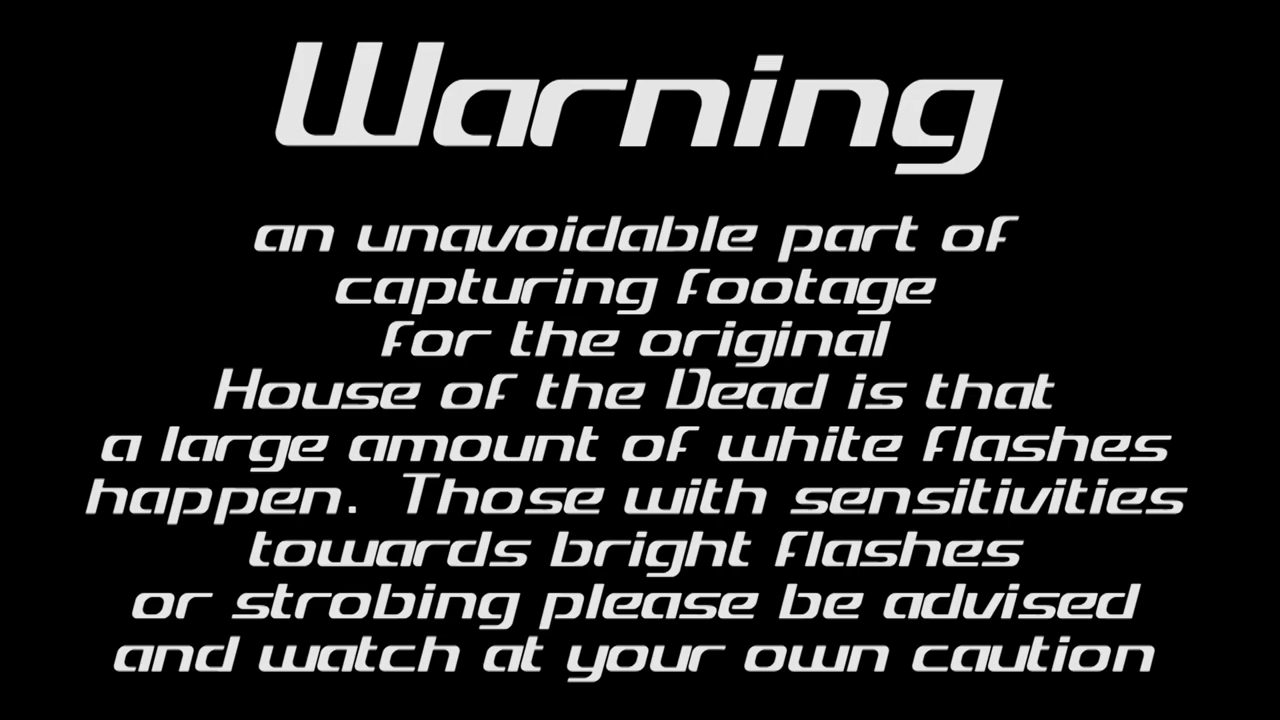 Warning
an unavoidable part of
capturing footage
for the original
House of the Dead is that
a large amount of white flashes
happen. Those with sensitivities
towards bright flashes
or strobing please be advised
and watch at your own caution